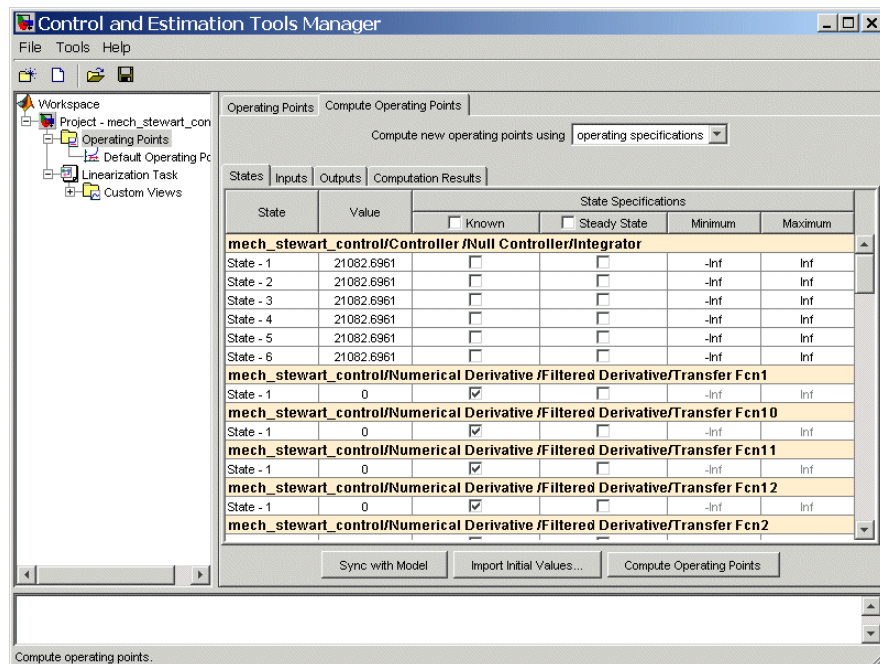 Control and Estimation Tools Manager
File Tools Help
Workspace
Project - mech_stewart_con
Operating Points
Default Operating Po
Linearization Task
Custom Views
Operating Points Compute Operating Points
Compute new operating points using operating specifications
States Inputs Outputs Computation Results
State Value State Specifications
Known Steady State Minimum Maximum
mech_stewart_control/Controller /Null Controller/Integrator
State - 1 21082.6961 -Inf Inf
State - 2 21082.6961 -Inf Inf
State - 3 21082.6961 -Inf Inf
State - 4 21082.6961 -Inf Inf
State - 5 21082.6961 -Inf Inf
State - 6 21082.6961 -Inf Inf
mech_stewart_control/Numerical Derivative /Filtered Derivative/Transfer Fcn1
State - 1 0 -Inf Inf
mech_stewart_control/Numerical Derivative /Filtered Derivative/Transfer Fcn10
State - 1 0 -Inf Inf
mech_stewart_control/Numerical Derivative /Filtered Derivative/Transfer Fcn11
State - 1 0 -Inf Inf
mech_stewart_control/Numerical Derivative /Filtered Derivative/Transfer Fcn12
State - 1 0 -Inf Inf
mech_stewart_control/Numerical Derivative /Filtered Derivative/Transfer Fcn2
Sync with Model Import Initial Values... Compute Operating Points
Compute operating points.